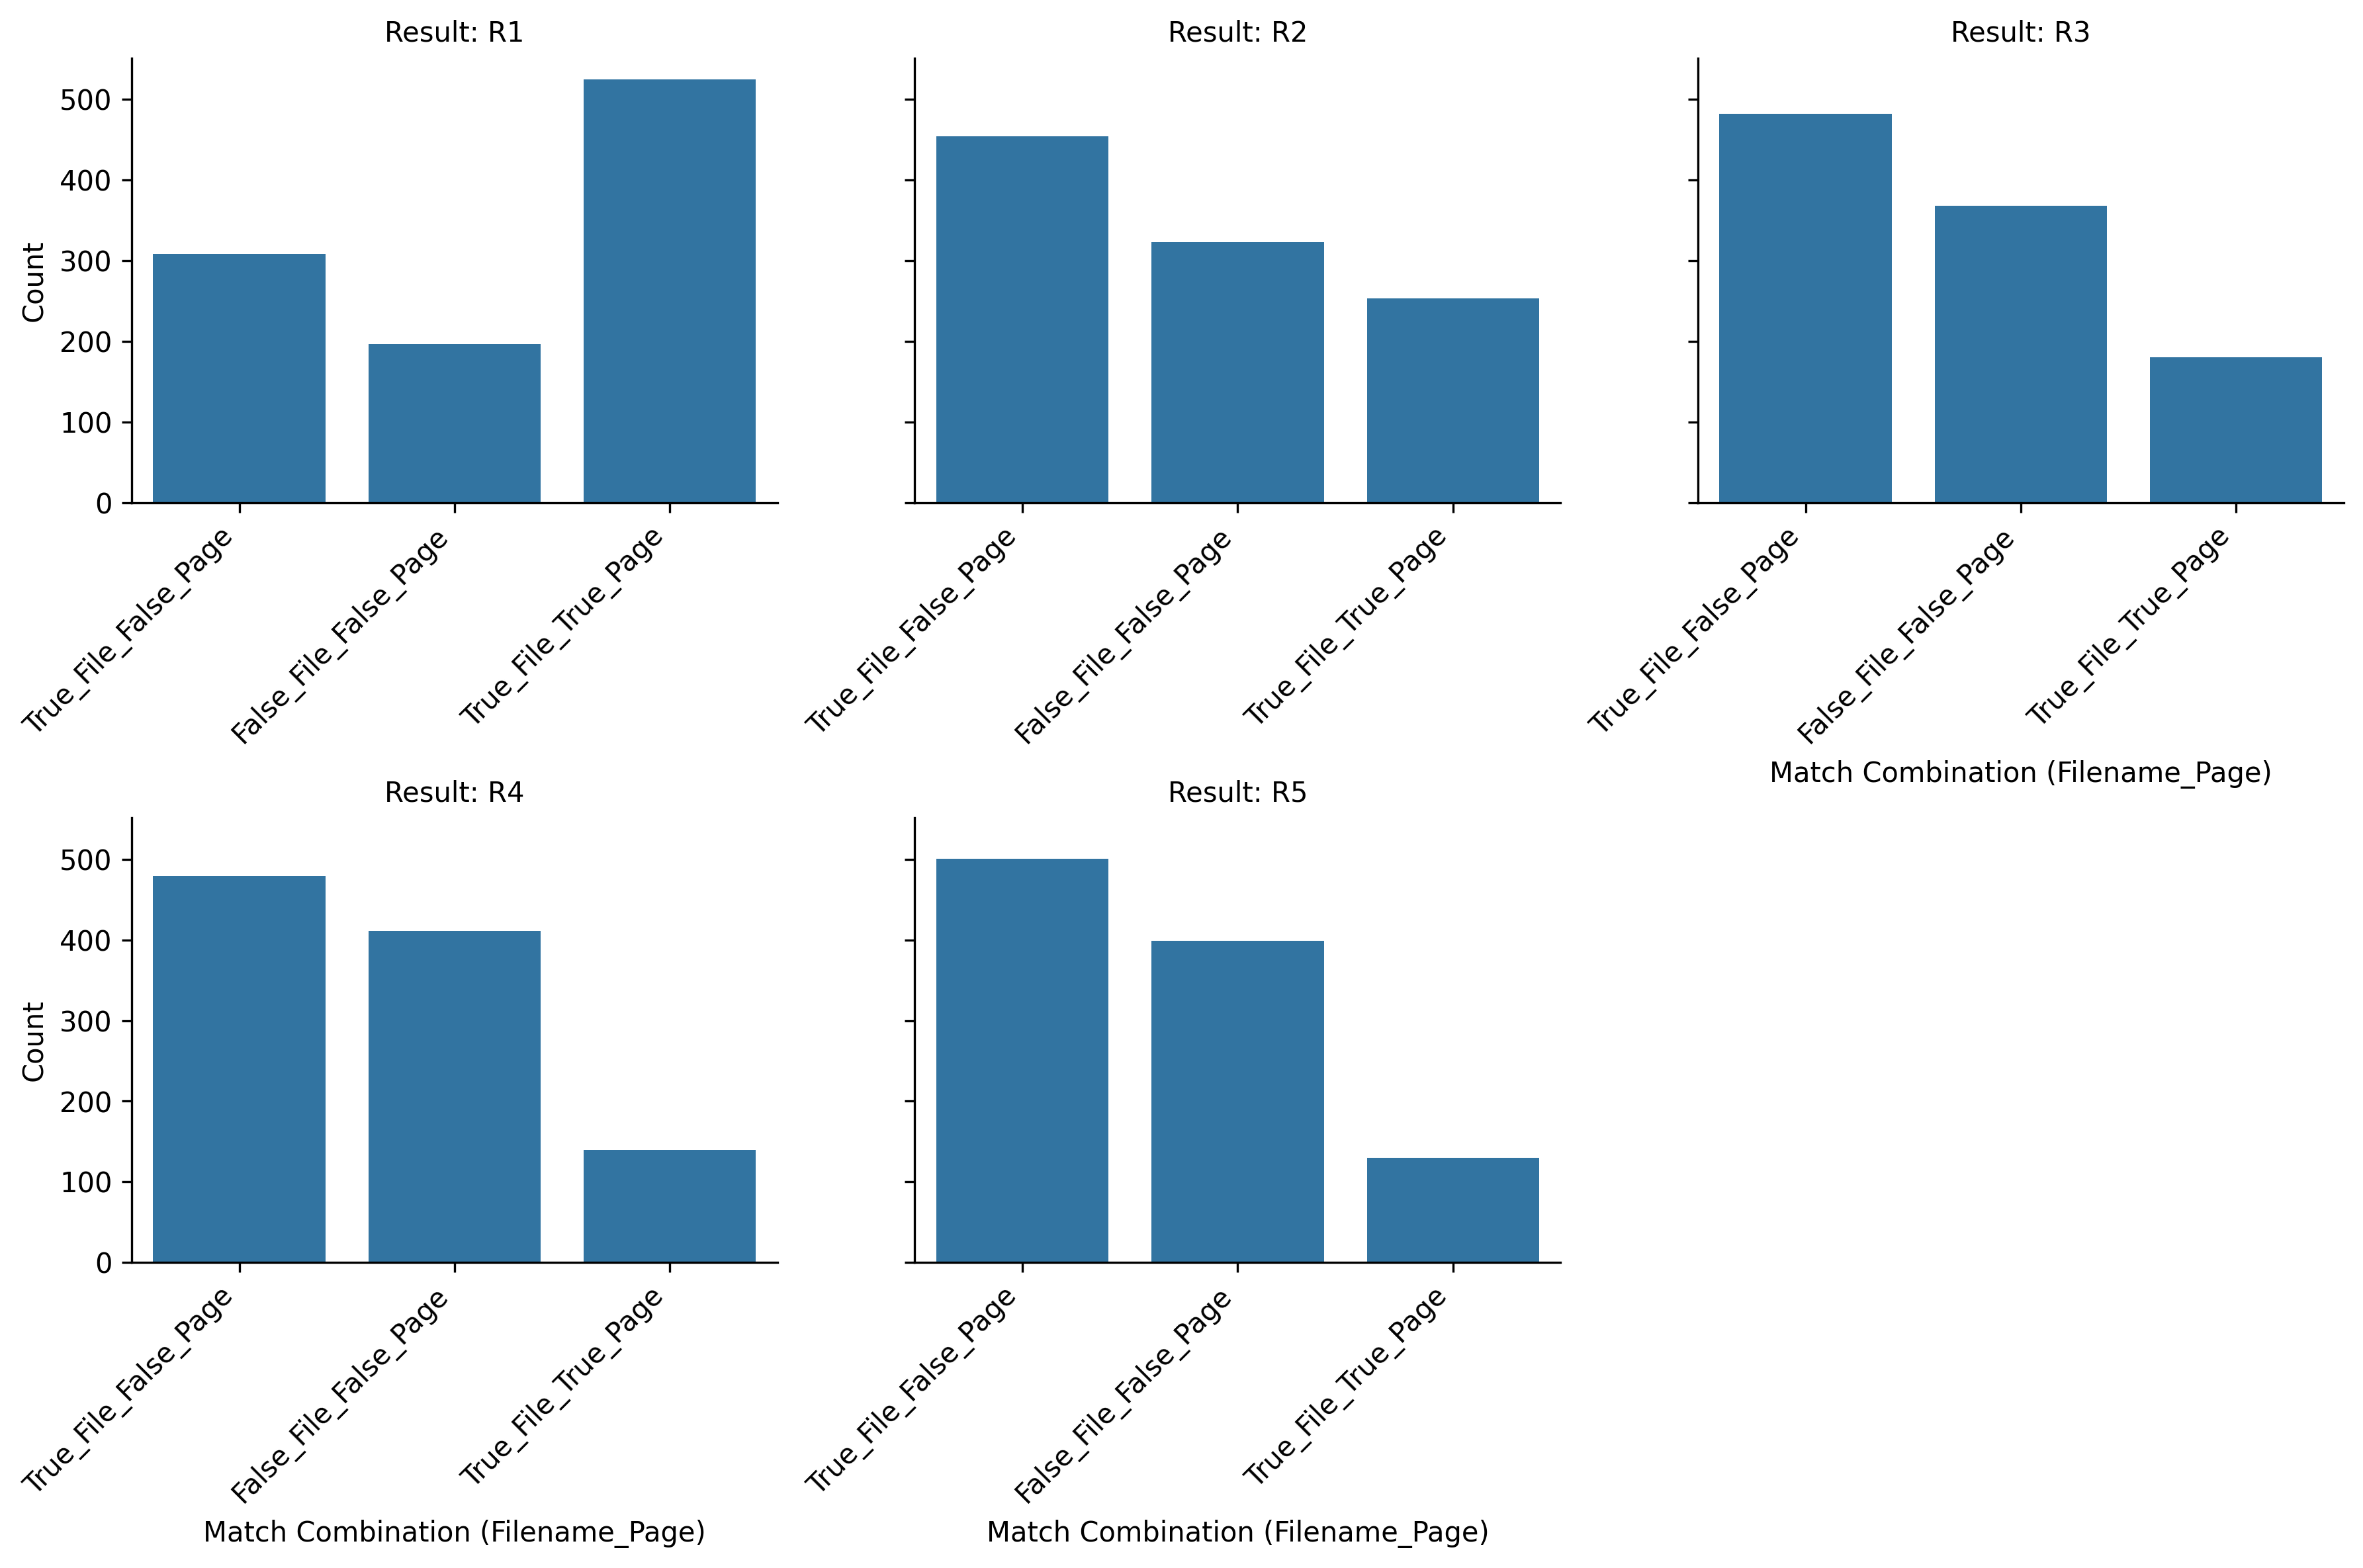 Result: R1
Count
500
400
300
200
100
0
True_File_False_Page
False_File_False_Page
True_File_True_Page
Result: R2
True_File_False_Page
False_File_False_Page
True_File_True_Page
Result: R3
True_File_False_Page
False_File_False_Page
True_File_True_Page
Match Combination (Filename_Page)
Result: R4
Count
500
400
300
200
100
0
True_File_False_Page
False_File_False_Page
True_File_True_Page
Match Combination (Filename_Page)
Result: R5
True_File_False_Page
False_File_False_Page
True_File_True_Page
Match Combination (Filename_Page)